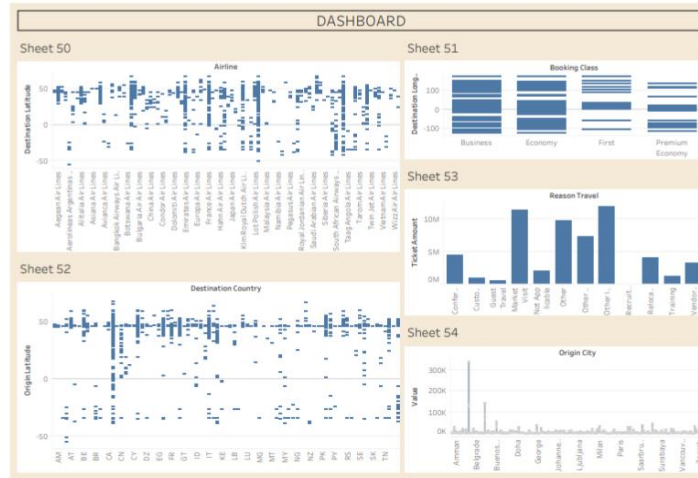 DASHBOARD
Sheet 50
Airline
Destination Latitude
50
0
-50
Aegean Air Lines
Aerolineas Argentinas..
Alitalia Air Lines
Asiana Air Lines
Avianca Air Lines
Bangkok Airways Air Li..
Botswana Air Lines
Bulgaria Air Lines
China Air Lines
Condor Air Lines
Dolomiti Air Lines
Emirates Air Lines
Europa Air Lines
France Air Lines
Hahn Air Lines
Japan Air Lines
Klm Royal Dutch Air Li..
Lot Polish Air Lines
Malaysia Air Lines
Namibia Air Lines
Pegasus Air Lines
Royal Jordanian Air Lin..
Saudi Arabian Air Lines
Siberia Air Lines
South African Airways ..
Taag Angola Air Lines
Tarom Air Lines
Twin Jet Air Lines
Vietnam Air Lines
Wizz Air Air Lines
Sheet 51
Booking Class
Destination Long..
100
0
-100
Business
Economy
First
Premium
Economy
Sheet 53
Reason Travel
Ticket Amount
10M
5M
0M
Confe..
Custo..
Guest
Travel
Market
Visit
Not App
licable
Other
Other ..
Other i..
Recruit..
Reloca..
Training
Vendor..
Sheet 52
Destination Country
Origin Latitude
50
0
-50
AM
AT
BE
BR
CA
CN
CZ
DZ
EG
FR
GT
ID
IT
KE
LB
LU
MG
MT
MY
NG
NZ
PK
PY
RS
SE
SK
TN
Sheet 54
Origin City
Value
300K
200K
100K
0K
Amman
Belgrade
Buenos..
Doha
George
Johanne..
Ljubljana
Milan
Paris
Saarbru..
Surabaya
Vancouv..